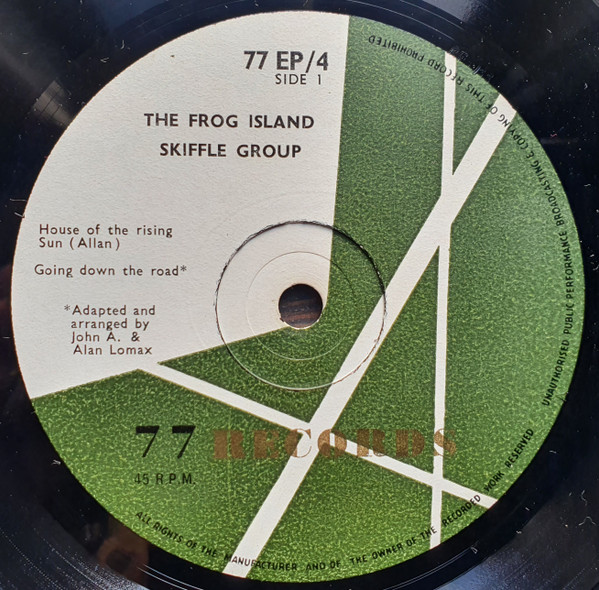 77 EP/4
SIDE 1
THE FROG ISLAND
SKIFFLE GROUP
House of the rising
Sun (Allan)
Going down the road*
*Adapted and
arranged by
John A. &
Alan Lomax
77 RECORDS
45 R.P.M.
ALL RIGHTS OF THE MANUFACTURER AND OF THE OWNER OF THE RECORDED WORK RESERVED
UNAUTHORISED PUBLIC PERFORMANCE BROADCASTING & COPYING OF THIS RECORD PROHIBITED